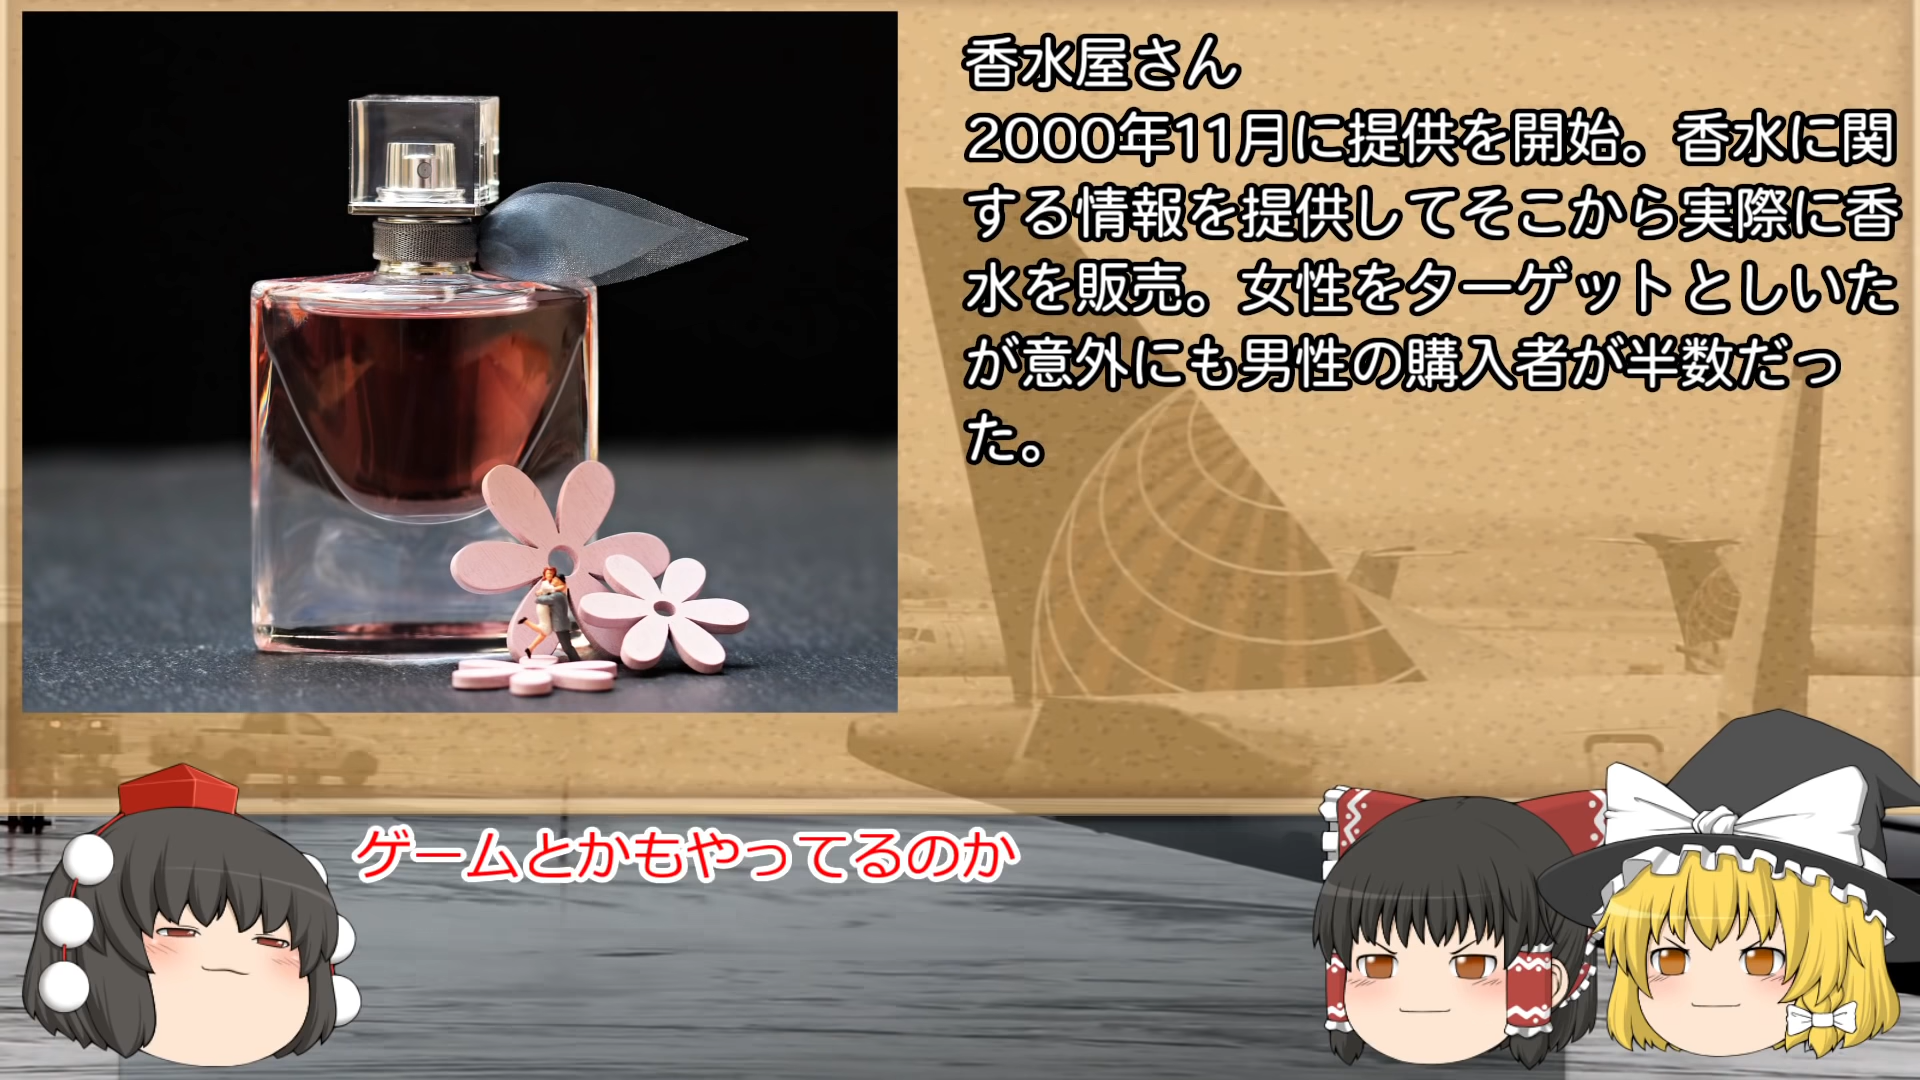 香水屋さん
2000年11月に提供を開始。香水に関
する情報を提供してそこから実際に香
水を販売。女性をターゲットとしいた
が意外にも男性の購入者が半数だっ
た。
ゲームとかもやってるのか